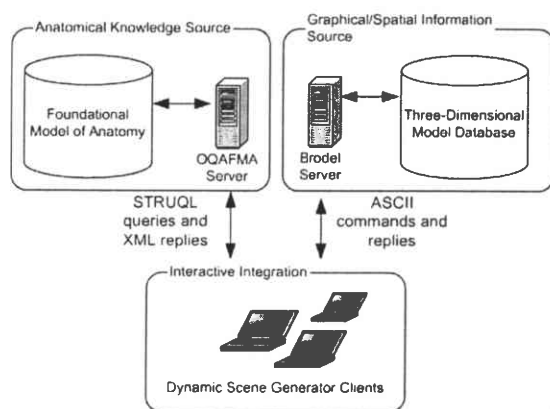 Anatomical Knowledge Source
Foundational
Model of Anatomy
OQAFMA
Server
Graphical/Spatial Information
Source
Brodel
Server
Three-Dimensional
Model Database
STRUQL
queries and
XML replies
ASCII
commands and
replies
Interactive Integration
Dynamic Scene Generator Clients